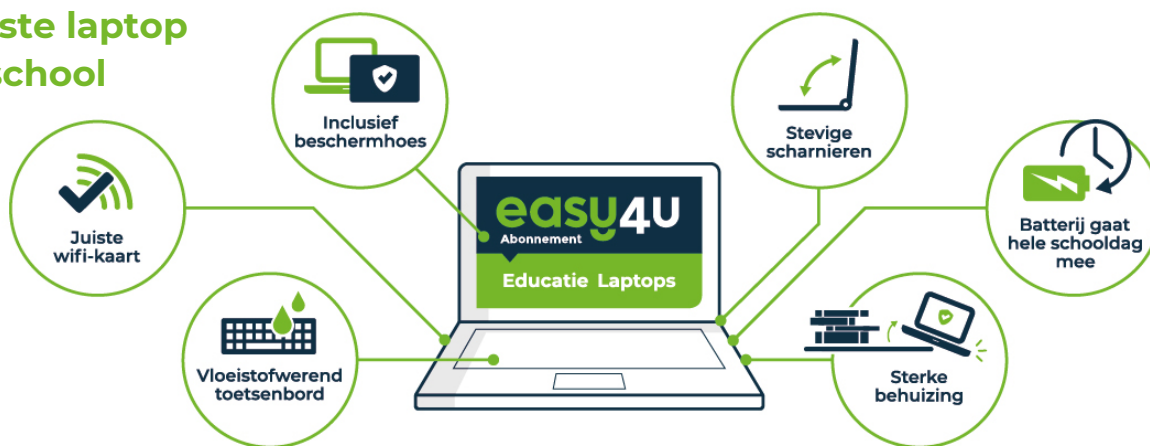 ste laptop
school
Inclusief
beschermhoes
Stevige
scharnieren
Juiste
wifi-kaart
Batterij gaat
hele schooldag
mee
easy4u
Abonnement
Educatie Laptops
Vloeistofwerend
toetsenbord
Sterke
behuizing